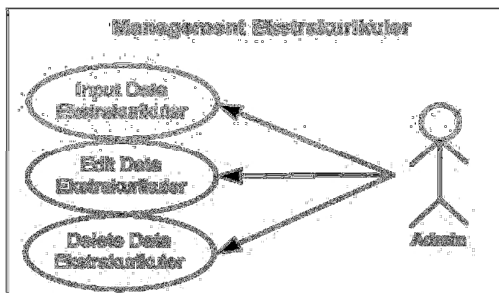 Management Ekstrakurikuler
Input Data
Ekstrakurikuler
Edit Data
Ekstrakurikuler
Delete Data
Ekstrakurikuler
Admin